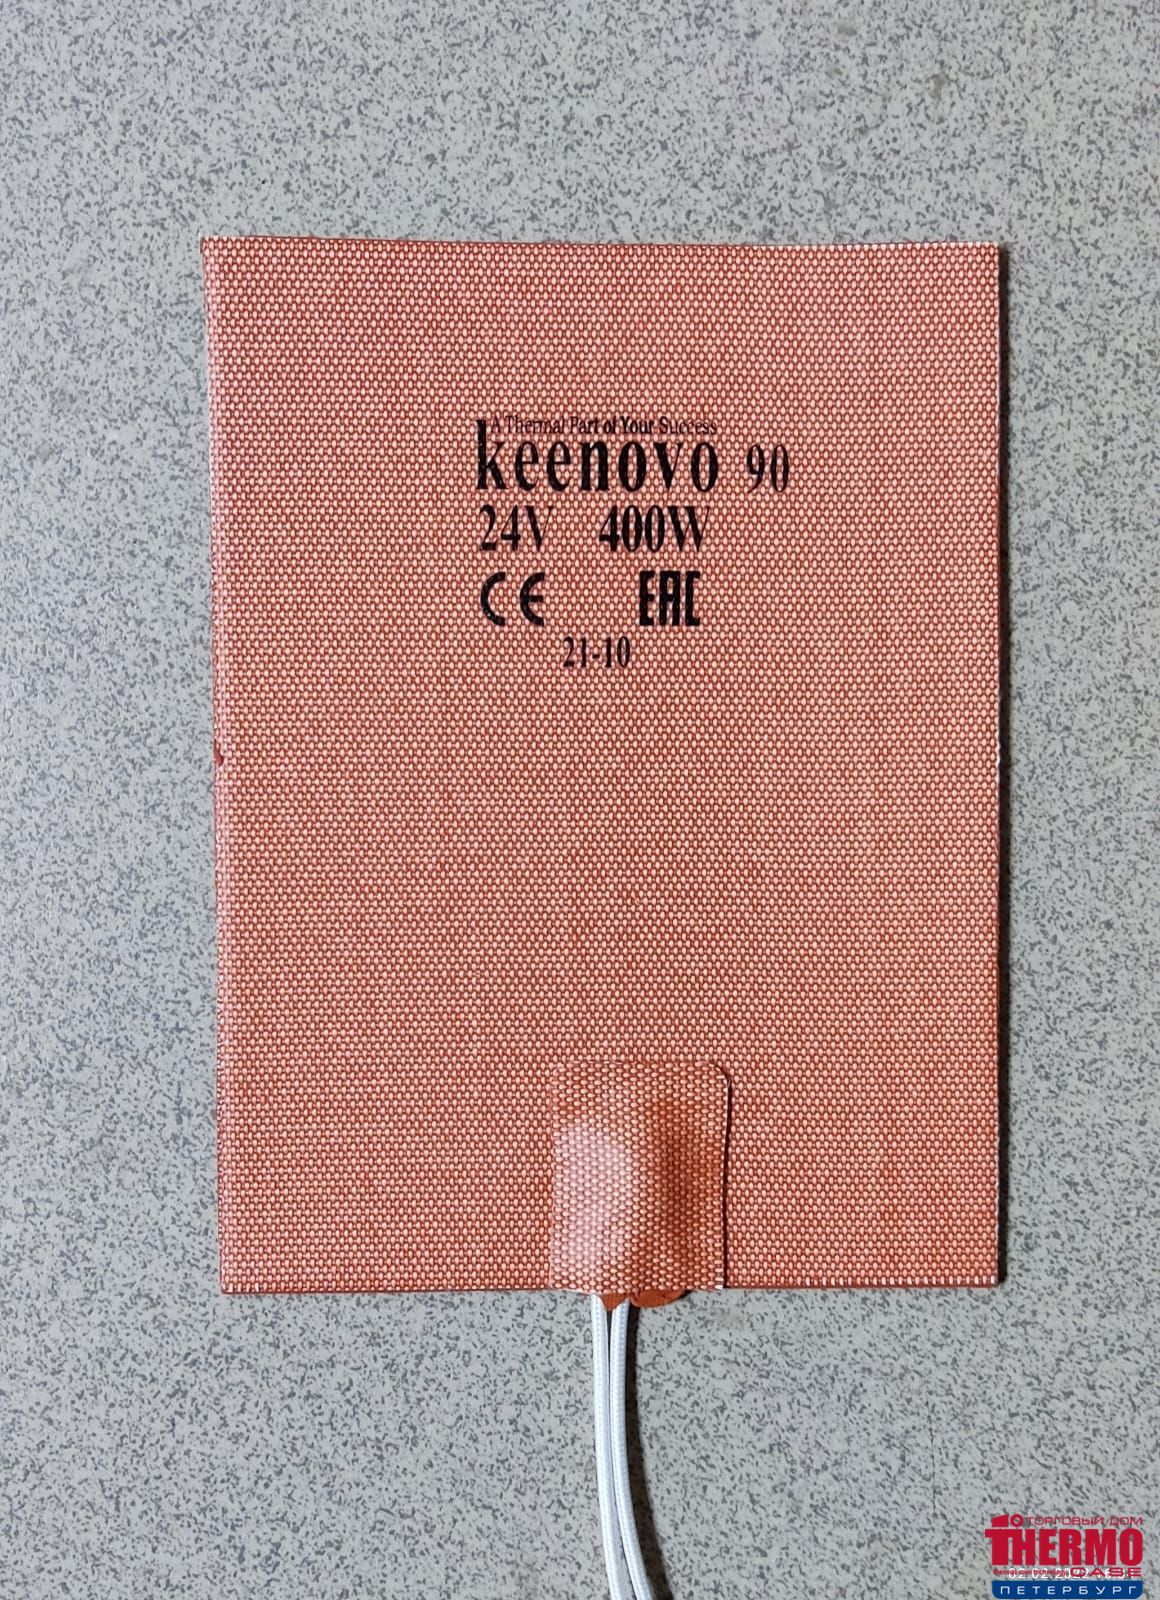 A Thermal Part of Your Success
keenovo 90
24V 400W
CE EAC
21-10
ТОРГОВЫЙ ДОМ
THERMO
CASE
ПЕТЕРБУРГ